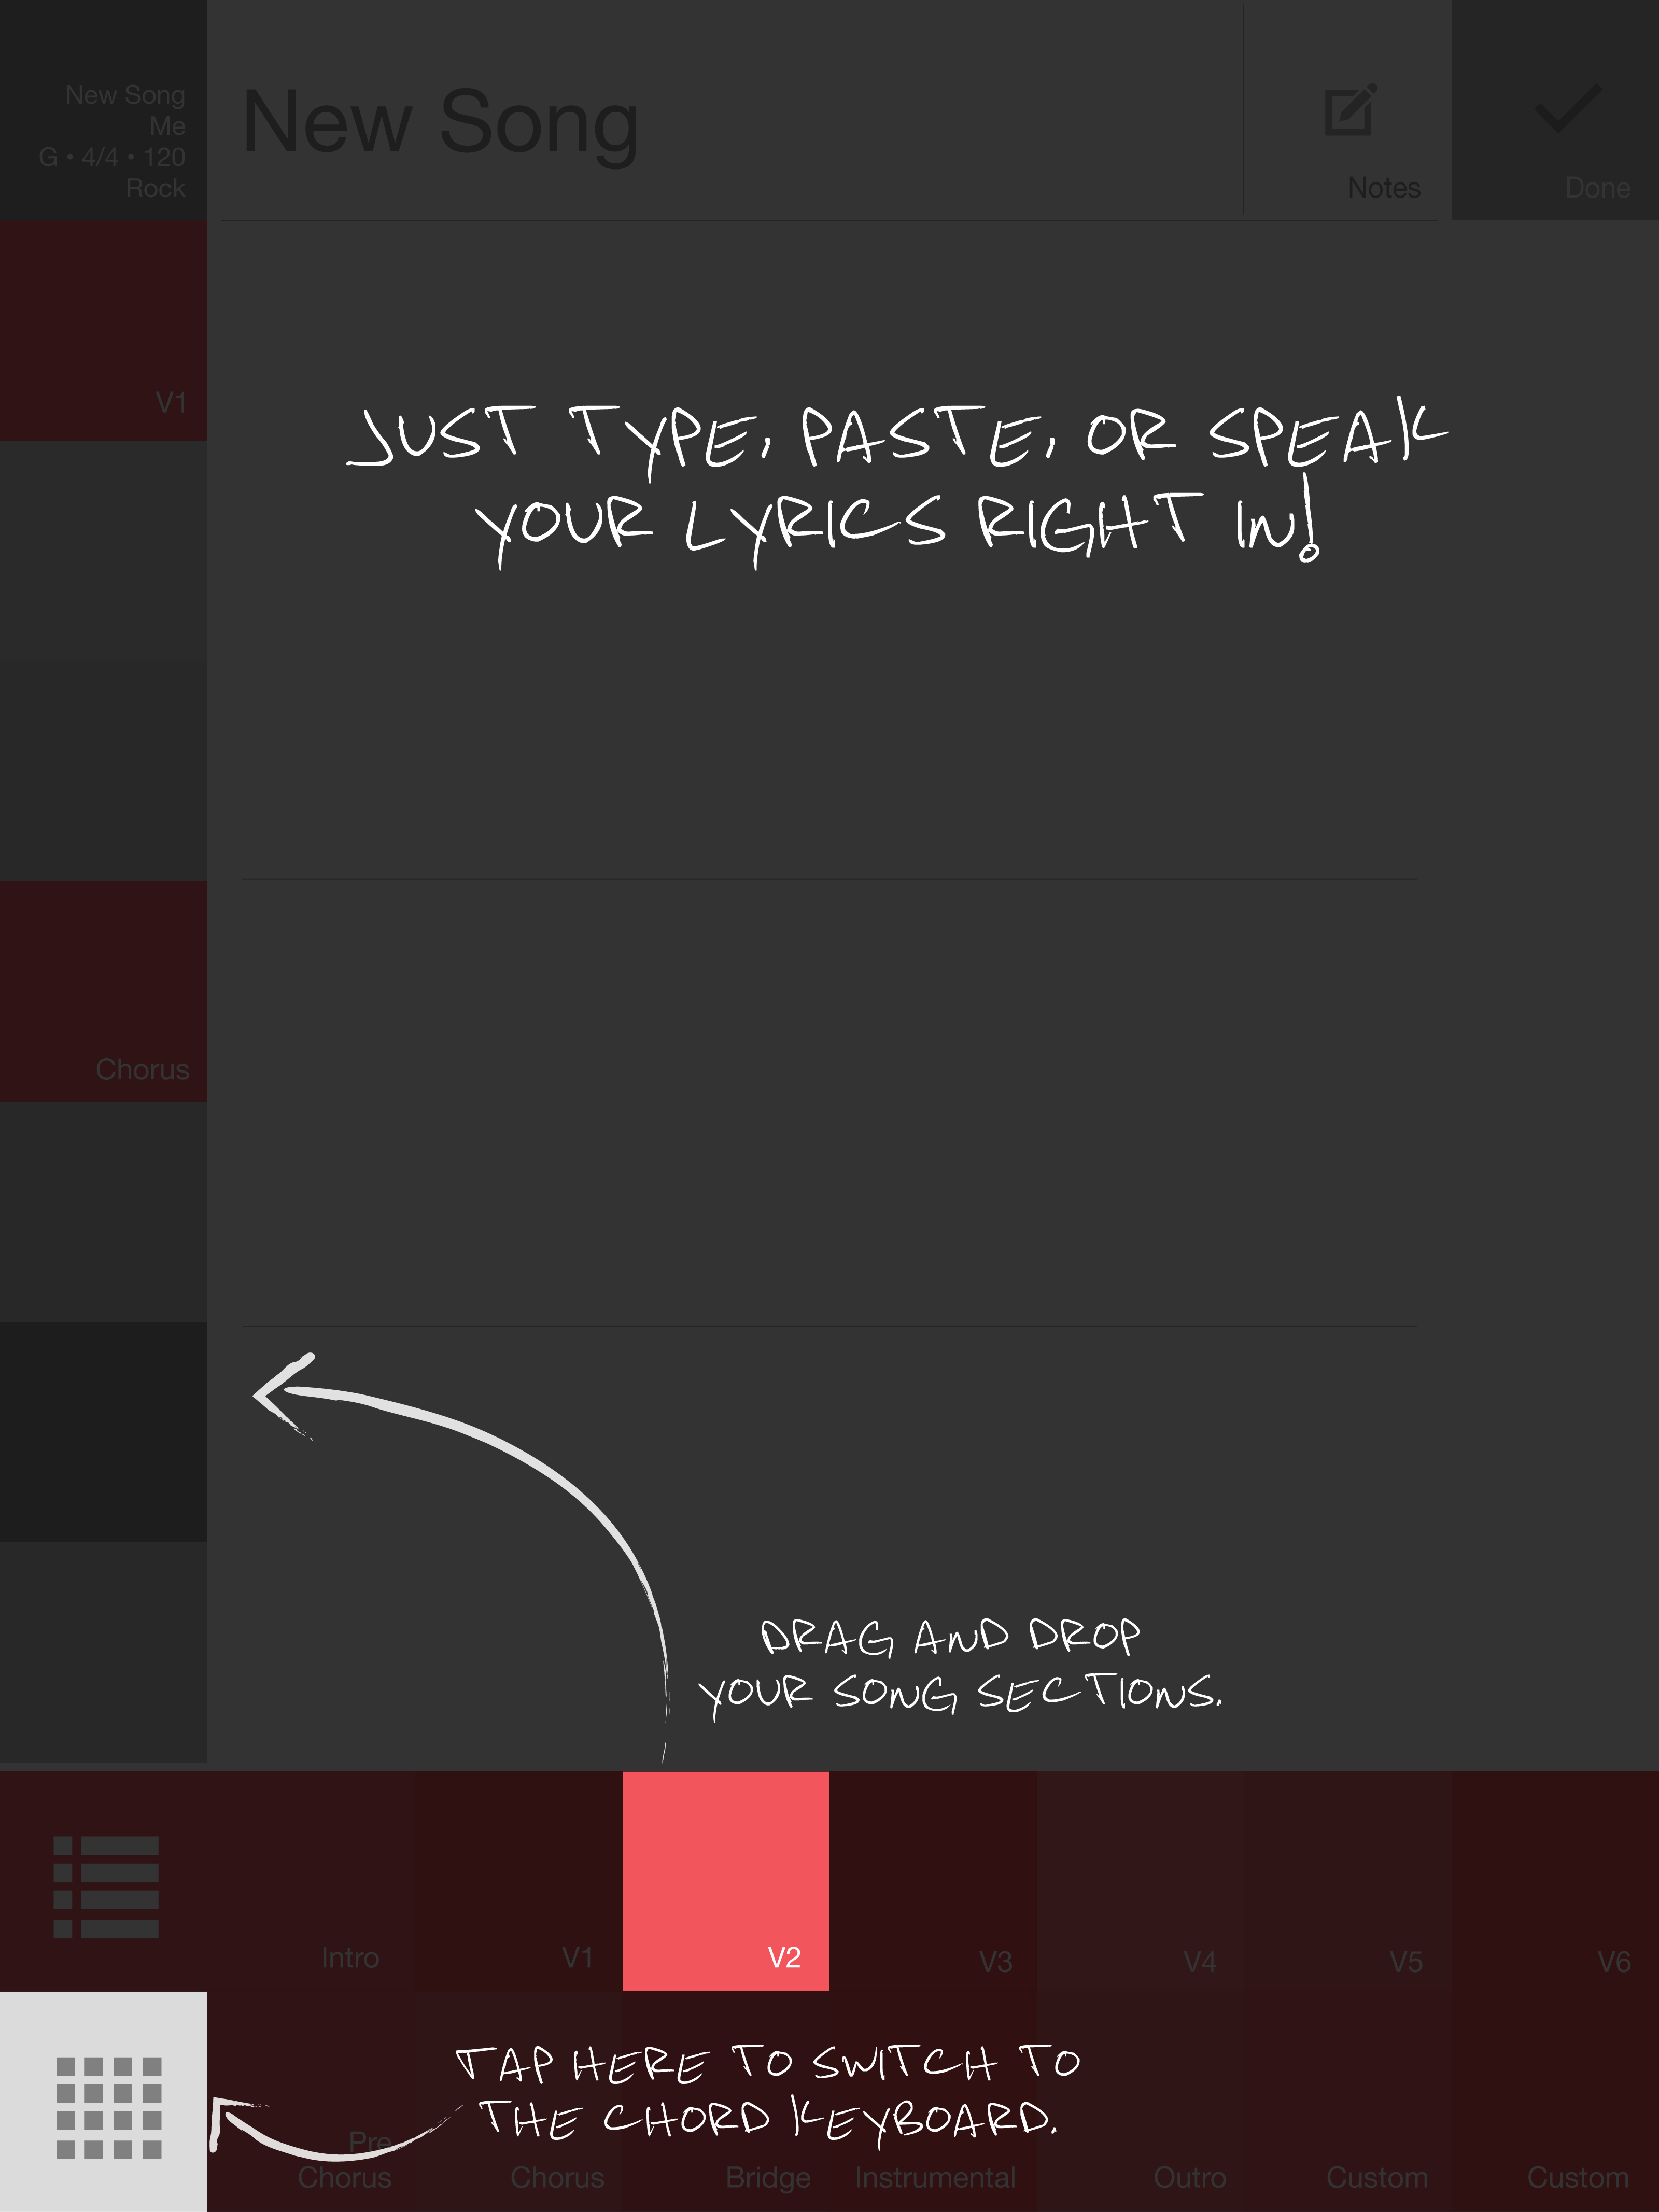 New Song
Me
G • 4/4 • 120
Rock
New Song
Notes
Done
V1
JUST TYPE, PASTE, OR SPEAK
YOUR LYRICS RIGHT IN!
Chorus
DRAG AND DROP
YOUR SONG SECTIONS.
Intro
V1
V2
V3
V4
V5
V6
TAP HERE TO SWITCH TO
THE CHORD KEYBOARD.
Pre
Chorus
Chorus
Bridge
Instrumental
Outro
Custom
Custom